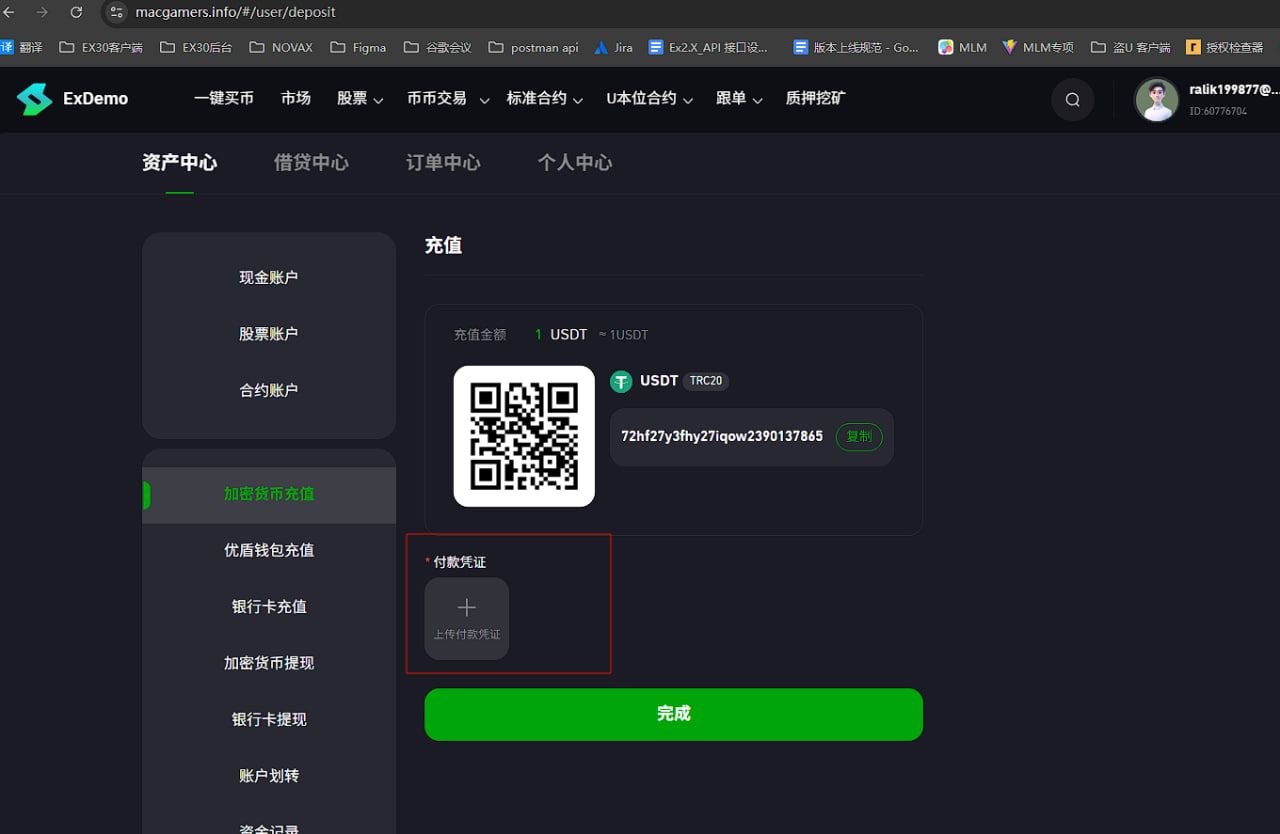 macgamers.info/#/user/deposit
译 翻译 EX30客户端 EX30后台 NOVAX Figma 谷歌会议 postman api Jira Ex2.X_API 接口设... 版本上线规范 - Go... MLM MLM专项 盗U 客户端 r 授权检查器
ExDemo 一键买币 市场 股票 币币交易 标准合约 U本位合约 跟单 质押挖矿 ralik199877@...
ID:60776704
资产中心 借贷中心 订单中心 个人中心
充值
现金账户
股票账户
合约账户
充值金额 1 USDT ≈ 1USDT
USDT TRC20
72hf27y3fhy27iqow2390137865 复制
加密货币充值
优盾钱包充值
银行卡充值
加密货币提现
银行卡提现
账户划转
资金记录
* 付款凭证
上传付款凭证
完成